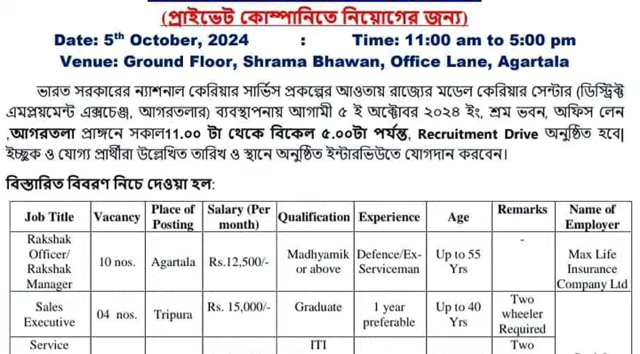 (প্রাইভেট কোম্পানিতে নিয়োগের জন্য)
Date: 5th October, 2024 : Time: 11:00 am to 5:00 pm
Venue: Ground Floor, Shrama Bhawan, Office Lane, Agartala
ভারত সরকারের ন্যাশনাল কেরিয়ার সার্ভিস প্রকল্পের আওতায় রাজ্যের মডেল কেরিয়ার সেন্টার (ডিস্ট্রিক্ট
এমপ্লয়মেন্ট এক্সচেঞ্জ, আগরতলার) ব্যবস্থাপনায় আগামী ৫ ই অক্টোবর ২০২৪ ইং, শ্রম ভবন, অফিস লেন
,আগরতলা প্রাঙ্গনে সকাল11.00 টা থেকে বিকেল ৫.০০টা পর্যন্ত, Recruitment Drive অনুষ্ঠিত হবে|
ইচ্ছুক ও যোগ্য প্রার্থীরা উল্লেখিত তারিখ ও স্থানে অনুষ্ঠিত ইন্টারভিউতে যোগদান করবেন।
বিস্তারিত বিবরণ নিচে দেওয়া হল:
Job Title Vacancy Place of Posting Salary (Per month) Qualification Experience Age Remarks Name of Employer
Rakshak Officer/ Rakshak Manager 10 nos. Agartala Rs.12,500/- Madhyamik or above Defence/Ex-Serviceman Up to 55 Yrs - Max Life Insurance Company Ltd
Sales Executive 04 nos. Tripura Rs. 15,000/- Graduate 1 year preferable Up to 40 Yrs Two wheeler Required
Service ITI Two